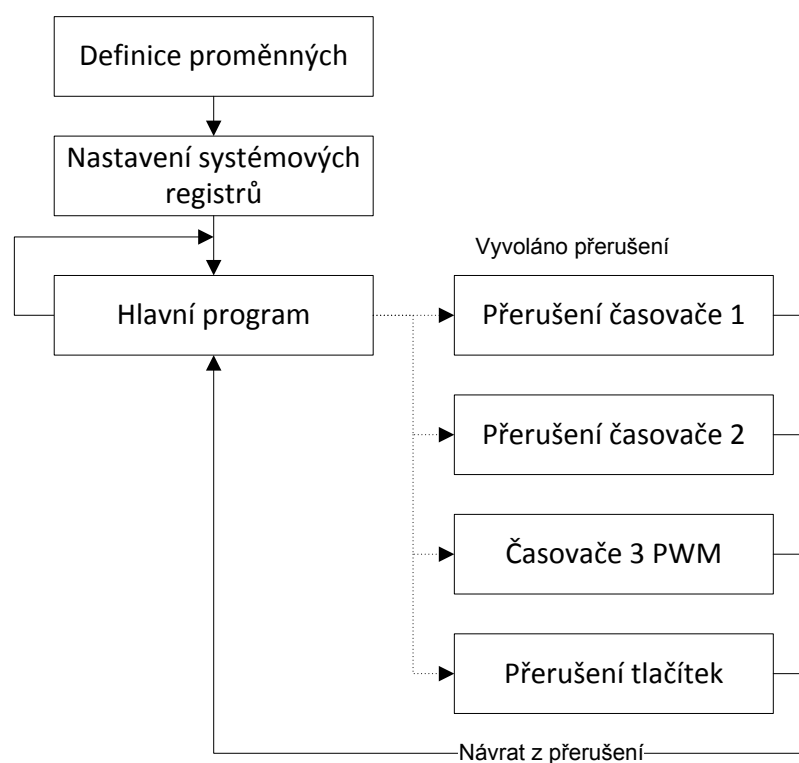 Definice proměnných
Nastavení systémových
registrů
Vyvoláno přerušení
Hlavní program
Přerušení časovače 1
Přerušení časovače 2
Časovače 3 PWM
Přerušení tlačítek
Návrat z přerušení